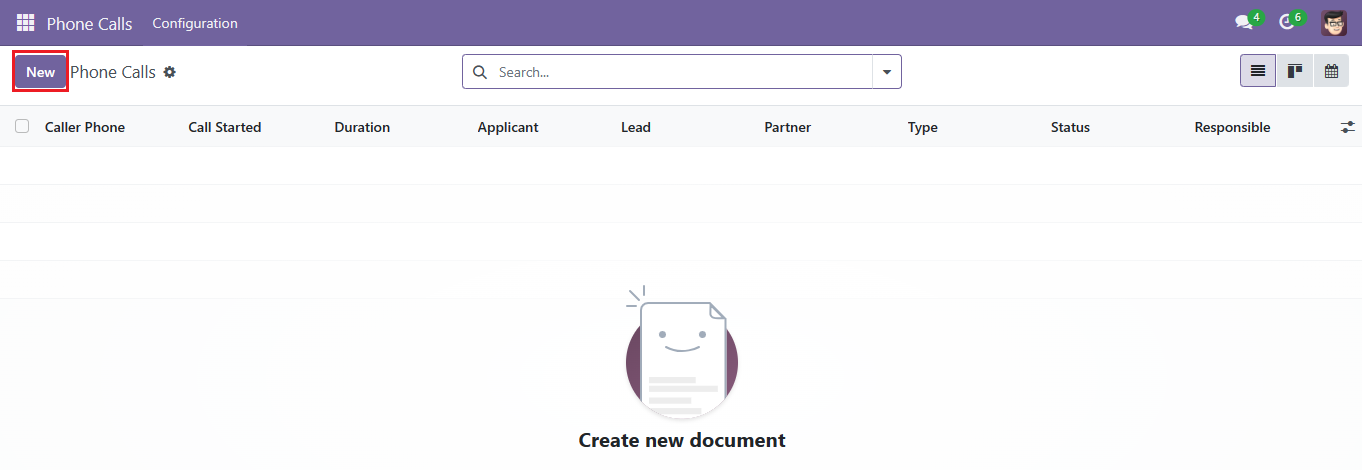 Phone Calls Configuration 4 6
New Phone Calls Search...
Caller Phone Call Started Duration Applicant Lead Partner Type Status Responsible
Create new document